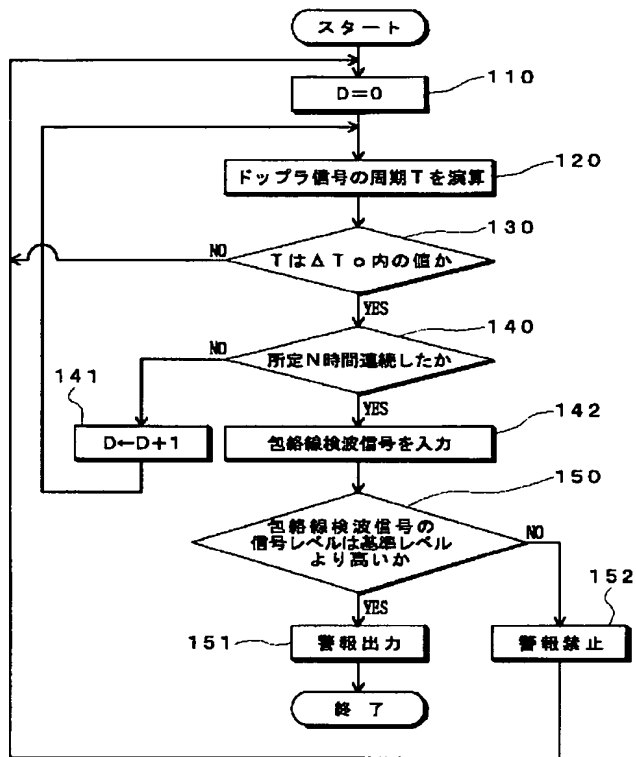 スタート
D=0
110
ドップラ信号の周期Tを演算
120
130
TはΔTo内の値か
NO
YES
140
所定N時間連続したか
NO
YES
141
D←D+1
142
包絡線検波信号を入力
150
包絡線検波信号の
信号レベルは基準レベル
より高いか
NO
YES
151
警報出力
152
警報禁止
終了